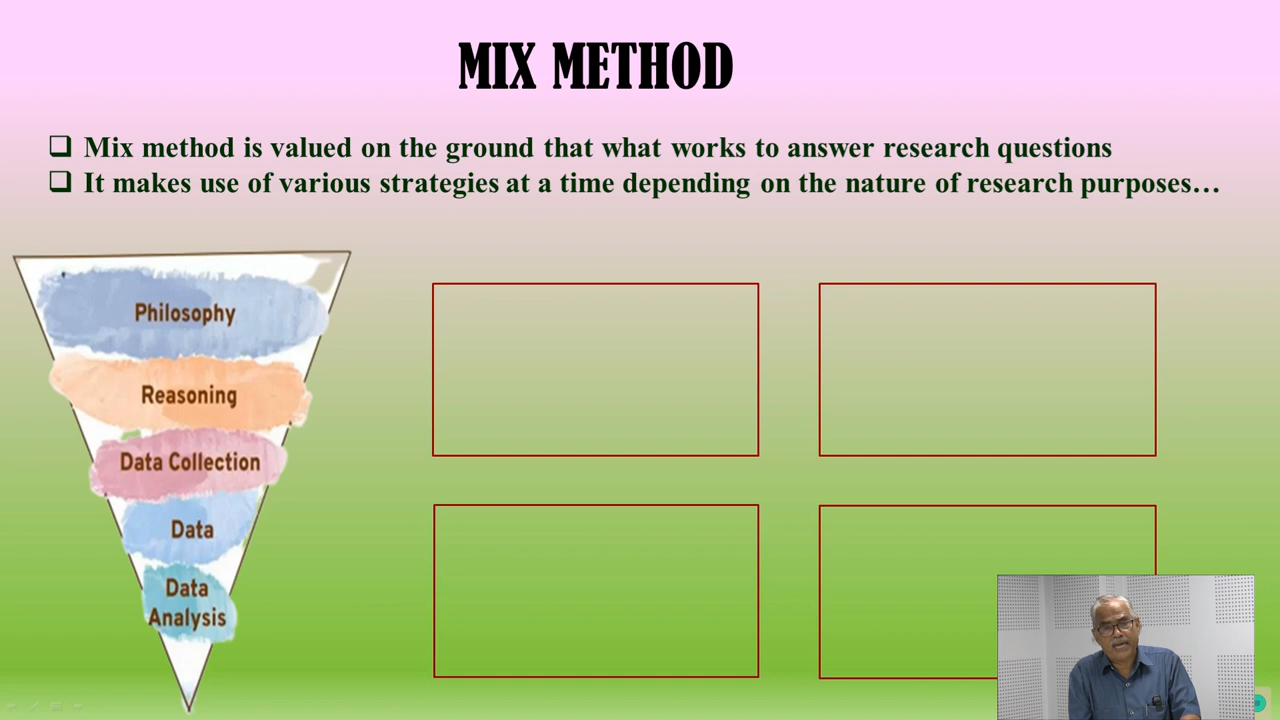 MIX METHOD
Mix method is valued on the ground that what works to answer research questions
It makes use of various strategies at a time depending on the nature of research purposes…
Philosophy
Reasoning
Data Collection
Data
Data
Analysis